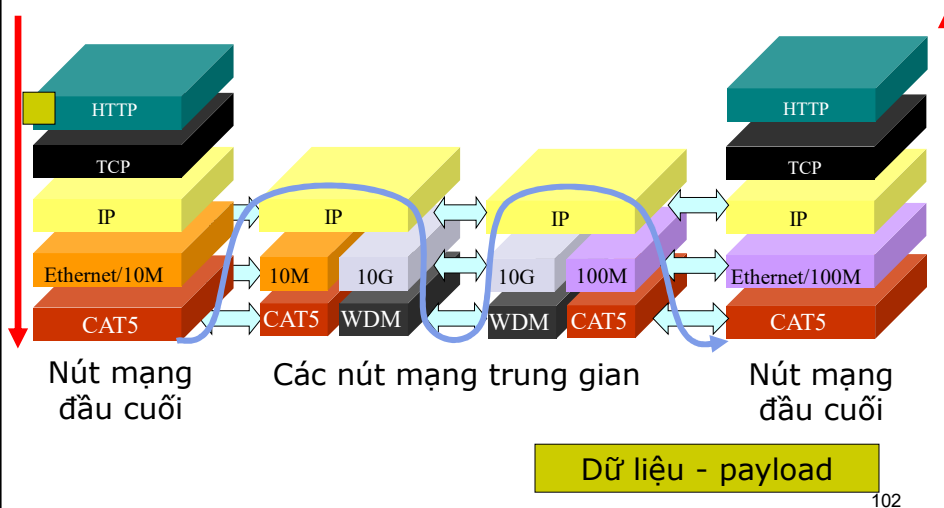 HTTP
TCP
IP
Ethernet/10M
CAT5
IP
10M
10G
CAT5
WDM
IP
10G
100M
WDM
CAT5
HTTP
TCP
IP
Ethernet/100M
CAT5
Nút mạng
đầu cuối
Các nút mạng trung gian
Nút mạng
đầu cuối
Dữ liệu - payload
102